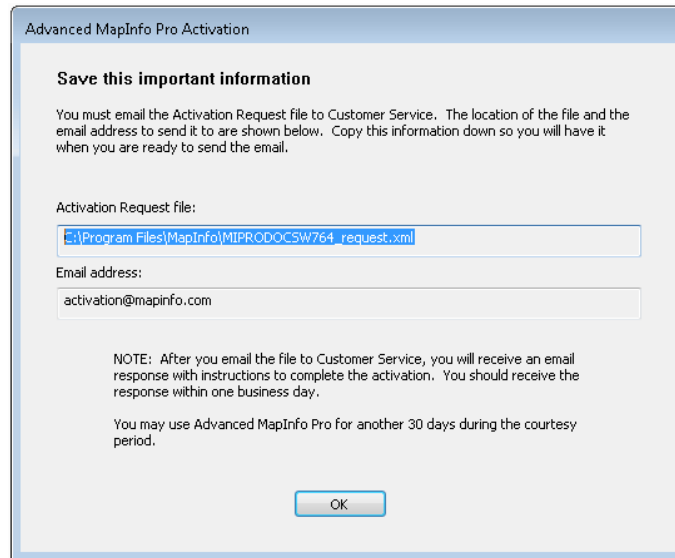 Advanced MapInfo Pro Activation
Save this important information
You must email the Activation Request file to Customer Service. The location of the file and the
email address to send it to are shown below. Copy this information down so you will have it
when you are ready to send the email.
Activation Request file:
C:\Program Files\MapInfo\MIPRODOCSW764_request.xml
Email address:
activation@mapinfo.com
NOTE: After you email the file to Customer Service, you will receive an email
response with instructions to complete the activation. You should receive the
response within one business day.
You may use Advanced MapInfo Pro for another 30 days during the courtesy
period.
OK